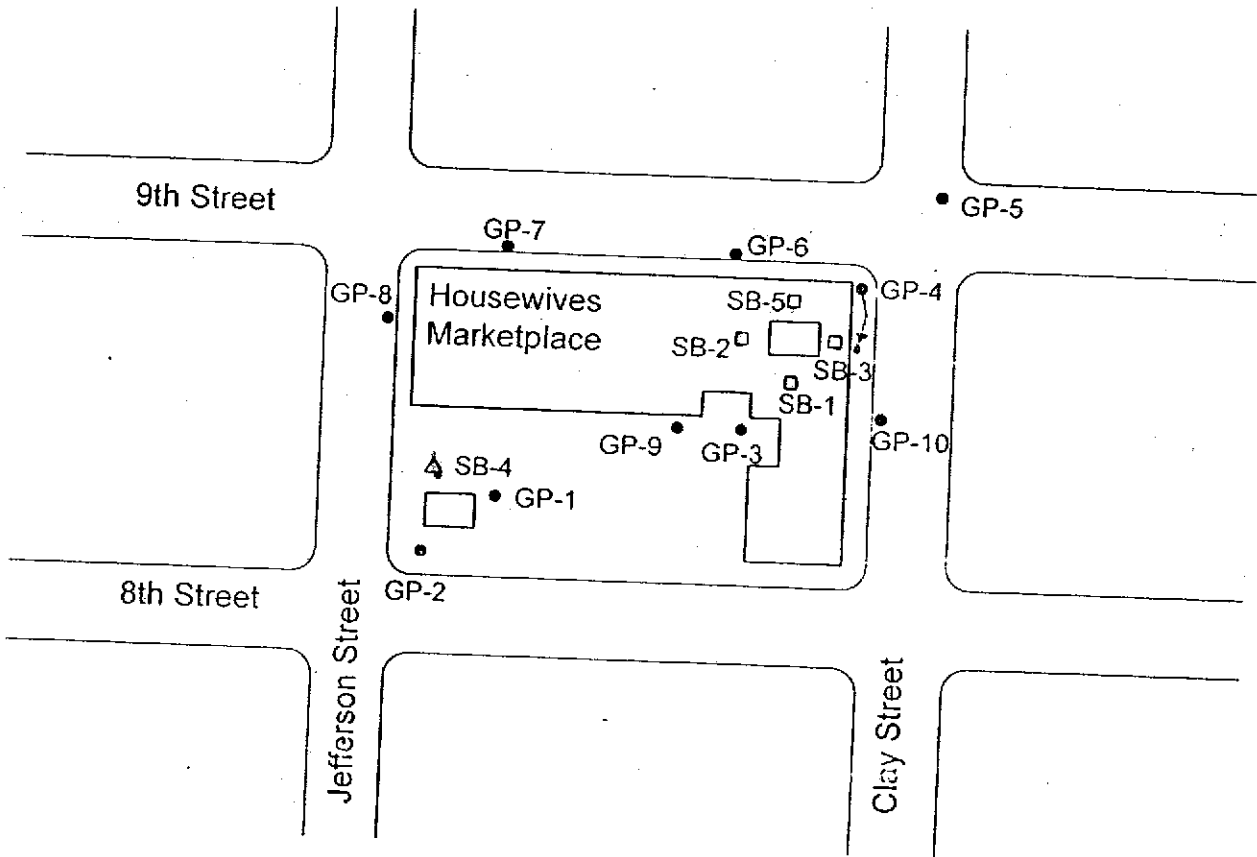 9th Street
GP-5
GP-7
GP-6
GP-8
Housewives
Marketplace
SB-5
GP-4
SB-2
SB-3
SB-1
GP-9
GP-3
GP-10
SB-4
GP-1
8th Street
GP-2
Jefferson Street
Clay Street